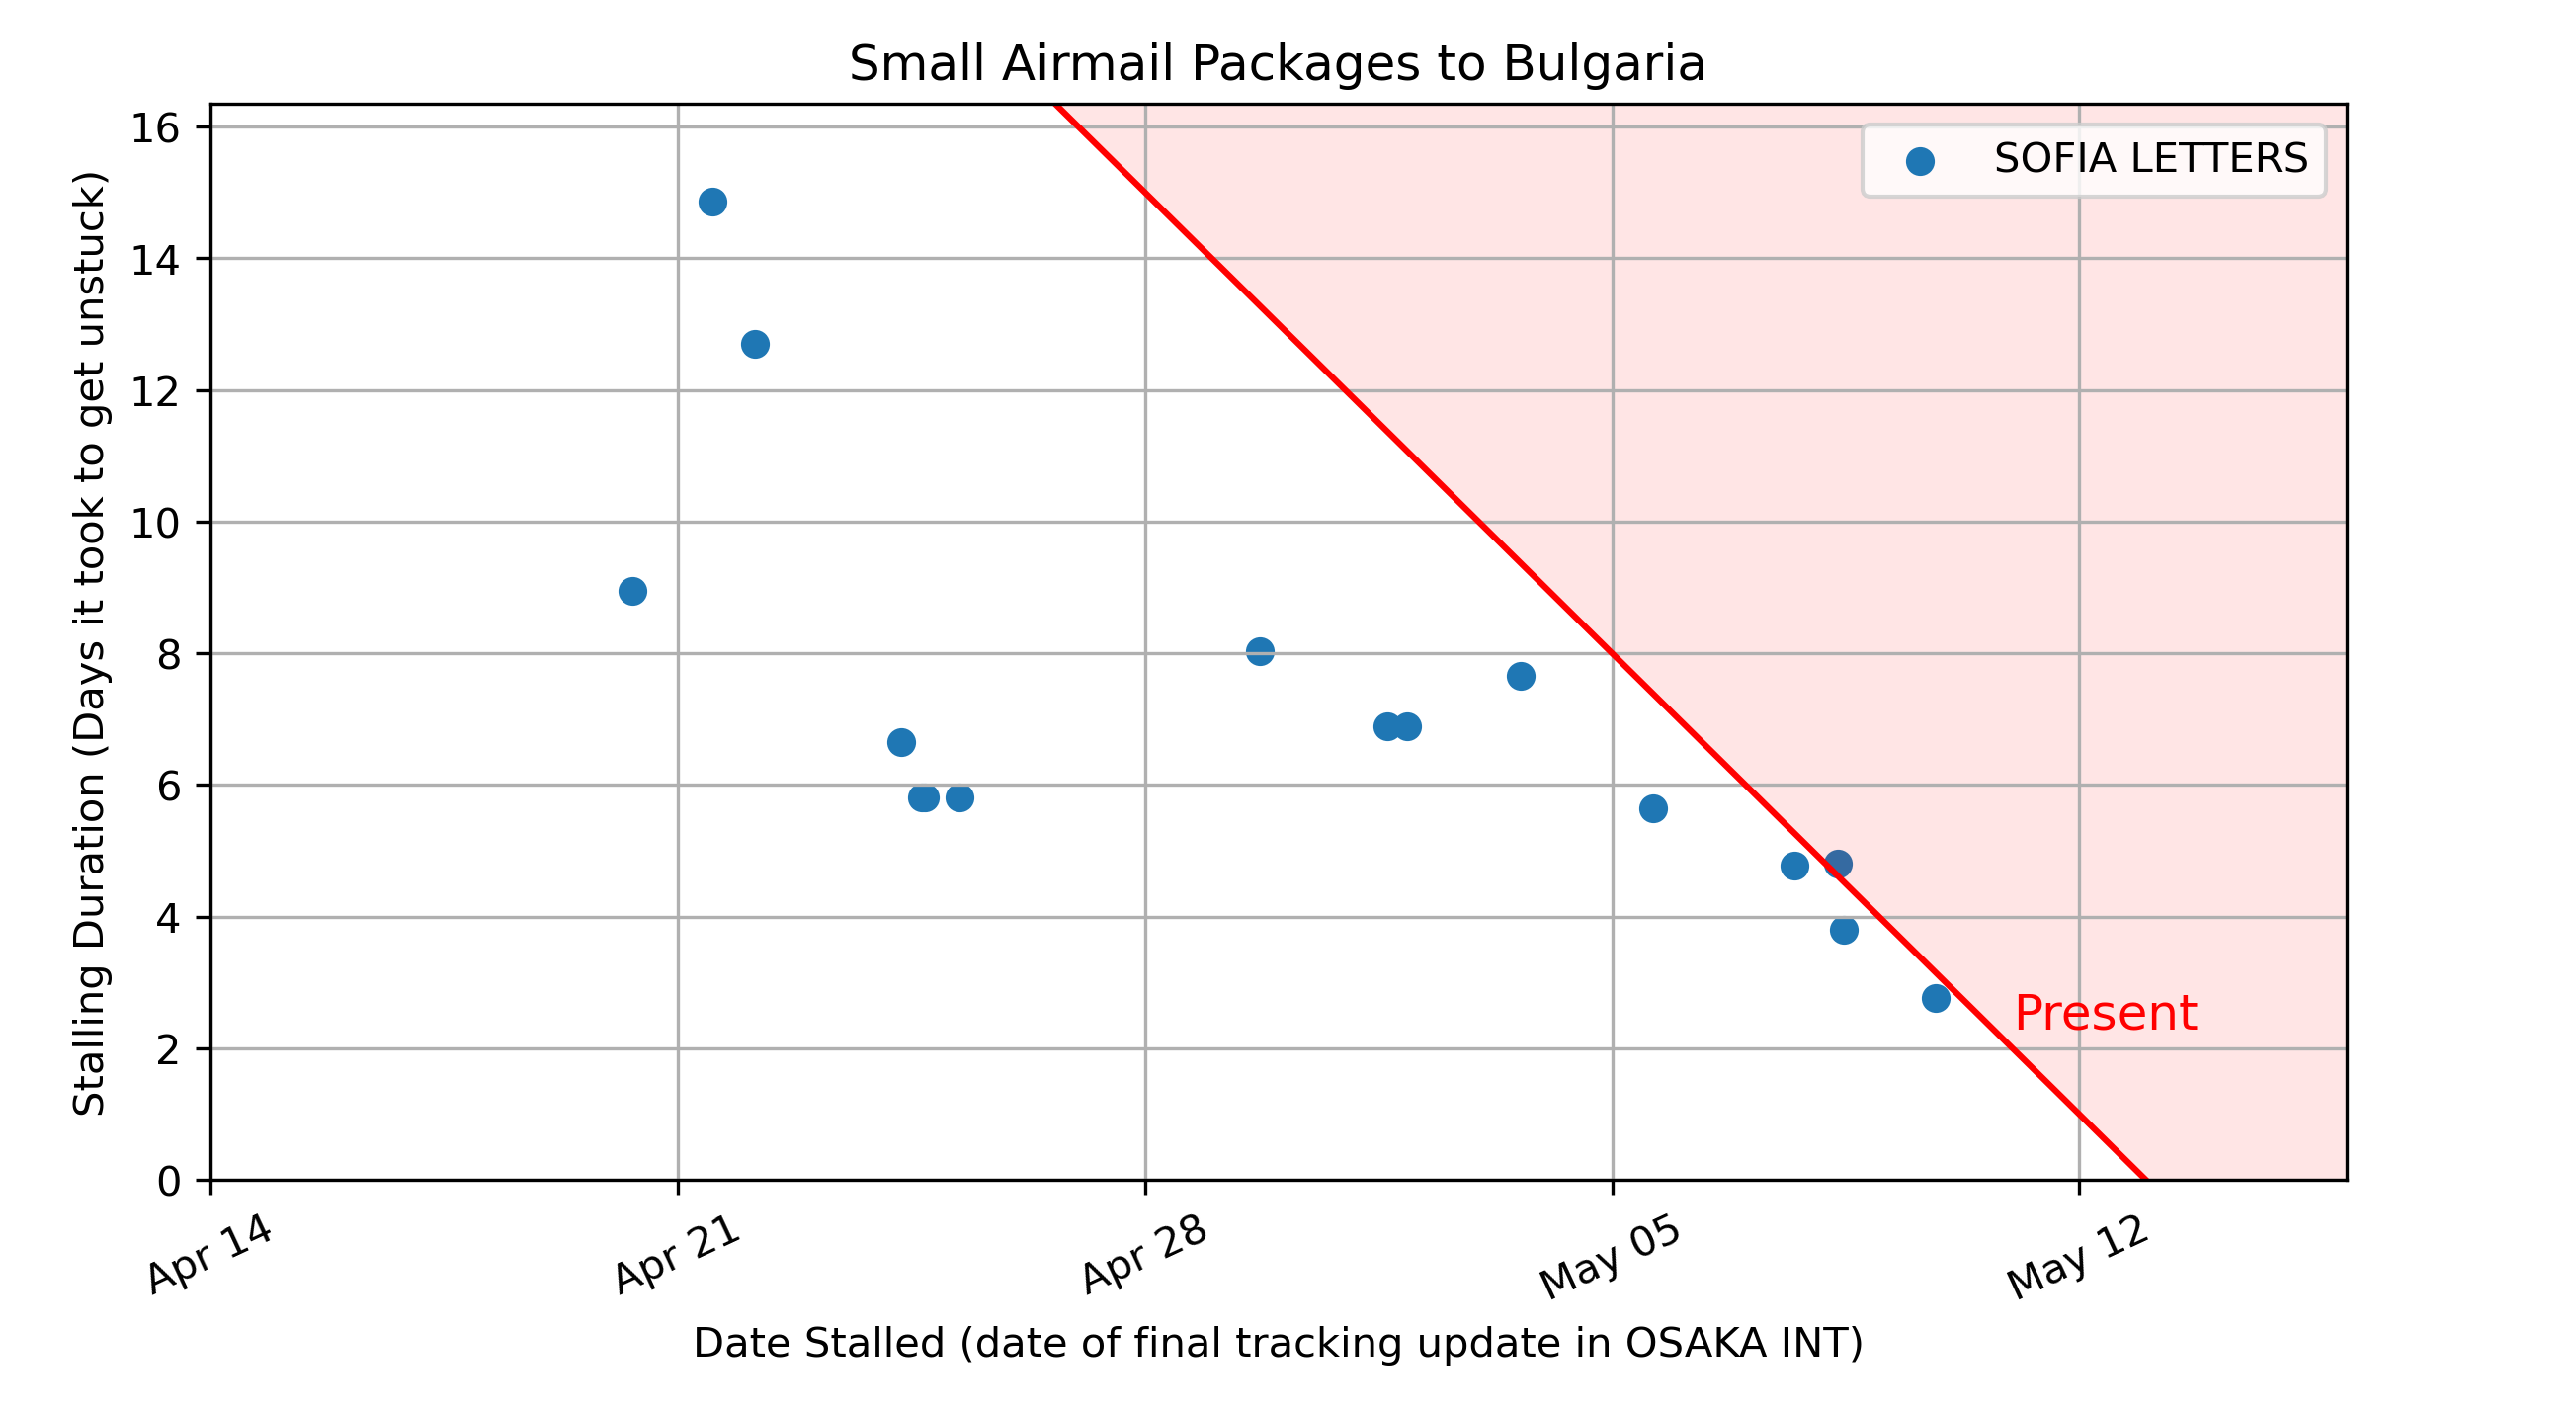 Small Airmail Packages to Bulgaria
Stalling Duration (Days it took to get unstuck)
16
14
12
10
8
6
4
2
0
SOFIA LETTERS
Present
Apr 14
Apr 21
Apr 28
May 05
May 12
Date Stalled (date of final tracking update in OSAKA INT)